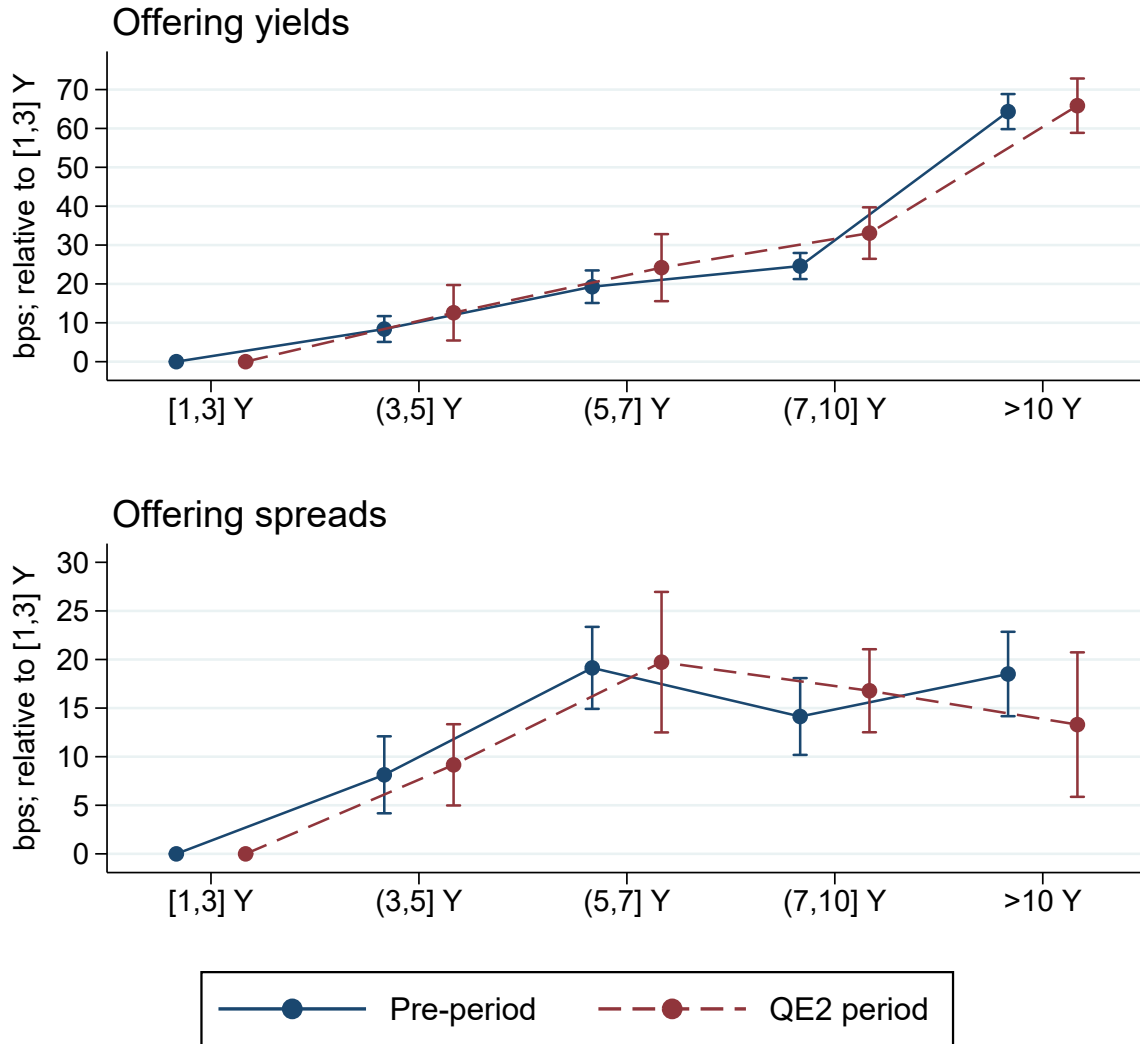 Offering yields
bps; relative to [1,3] Y
70
60
50
40
30
20
10
0
[1,3] Y (3,5] Y (5,7] Y (7,10] Y >10 Y
Offering spreads
bps; relative to [1,3] Y
30
25
20
15
10
5
0
[1,3] Y (3,5] Y (5,7] Y (7,10] Y >10 Y
Pre-period QE2 period